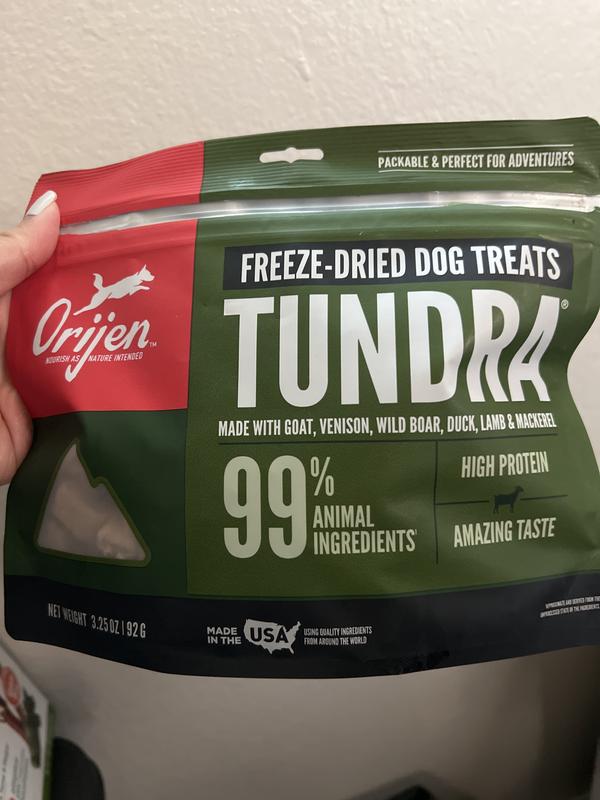 PACKABLE & PERFECT FOR ADVENTURES
FREEZE-DRIED DOG TREATS
Orijen™
NOURISH AS NATURE INTENDED
TUNDRA®
MADE WITH GOAT, VENISON, WILD BOAR, DUCK, LAMB & MACKEREL
99%
ANIMAL
INGREDIENTS
HIGH PROTEIN
AMAZING TASTE
NET WEIGHT 3.25 OZ | 92 G
MADE
IN THE
USA
USING QUALITY INGREDIENTS
FROM AROUND THE WORLD